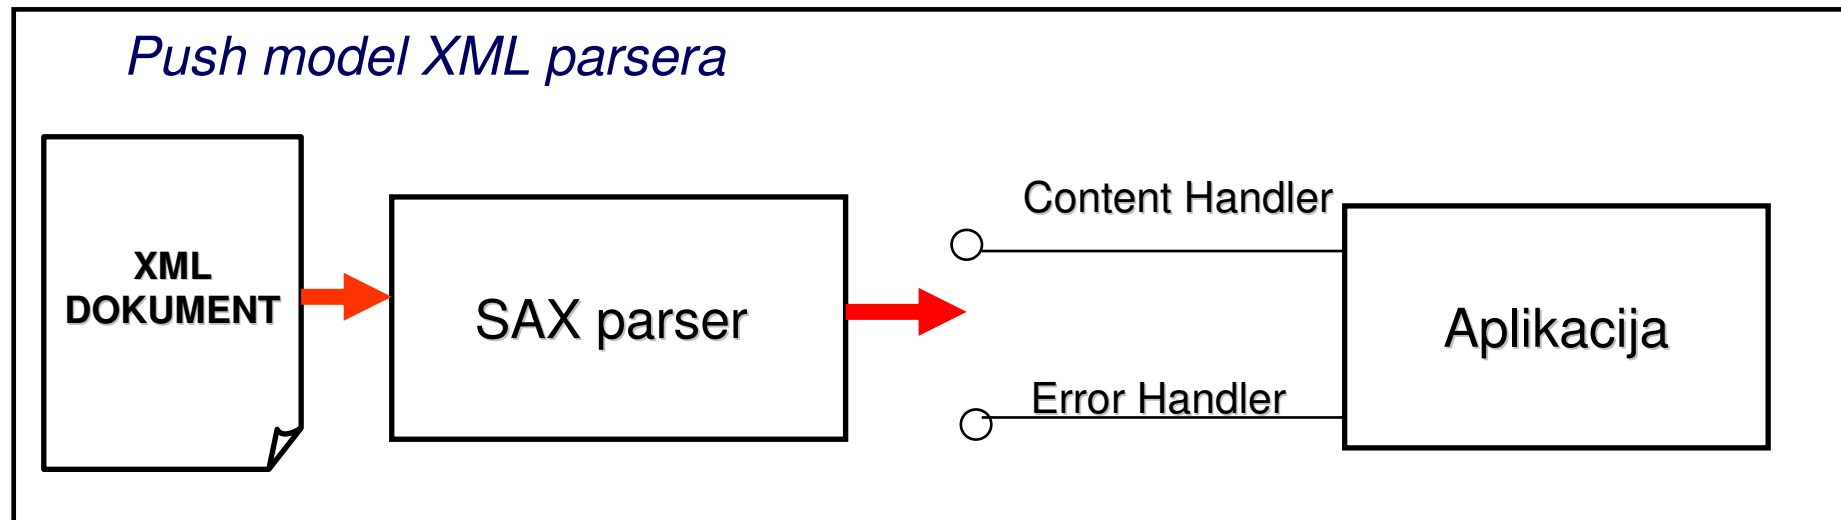 Push model XML parsera
XML
DOKUMENT
SAX parser
Content Handler
Error Handler
Aplikacija